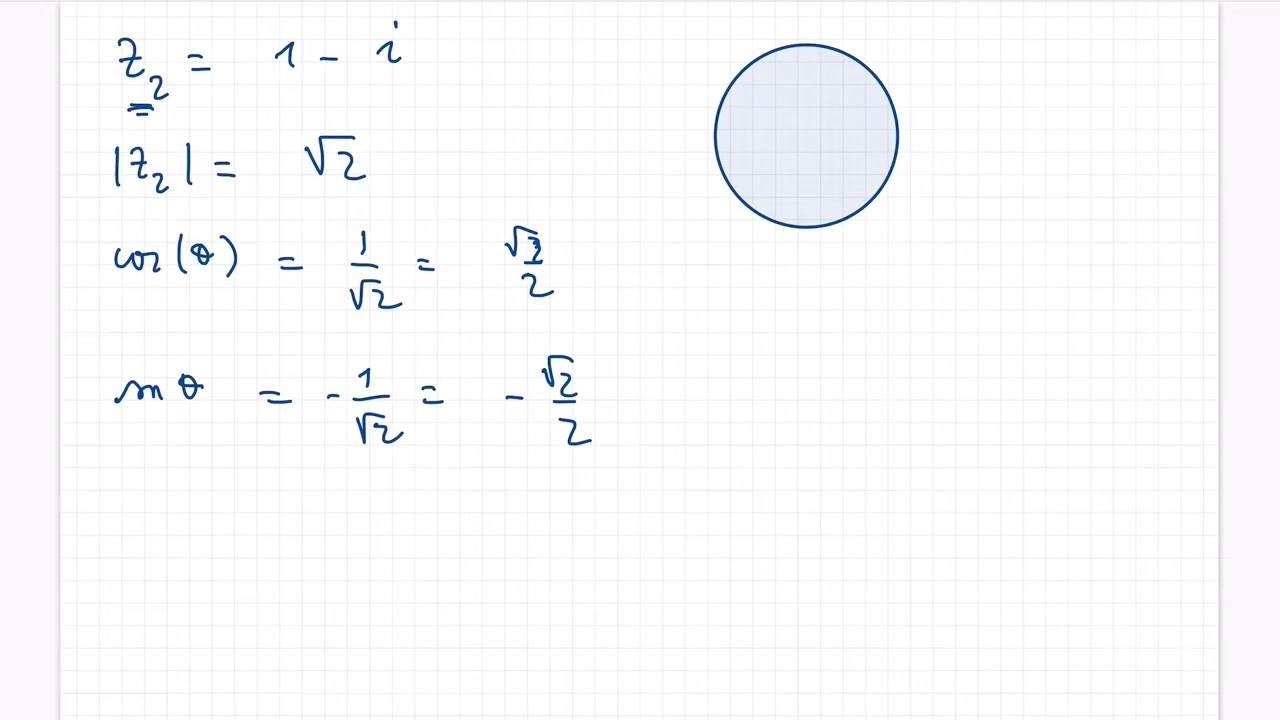 z₂ = 1 - i
|z₂| = √2
cos(θ) = 1/√2 = √2/2
sin θ = - 1/√2 = - √2/2